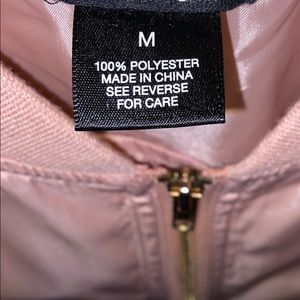 M
100% POLYESTER
MADE IN CHINA
SEE REVERSE
FOR CARE